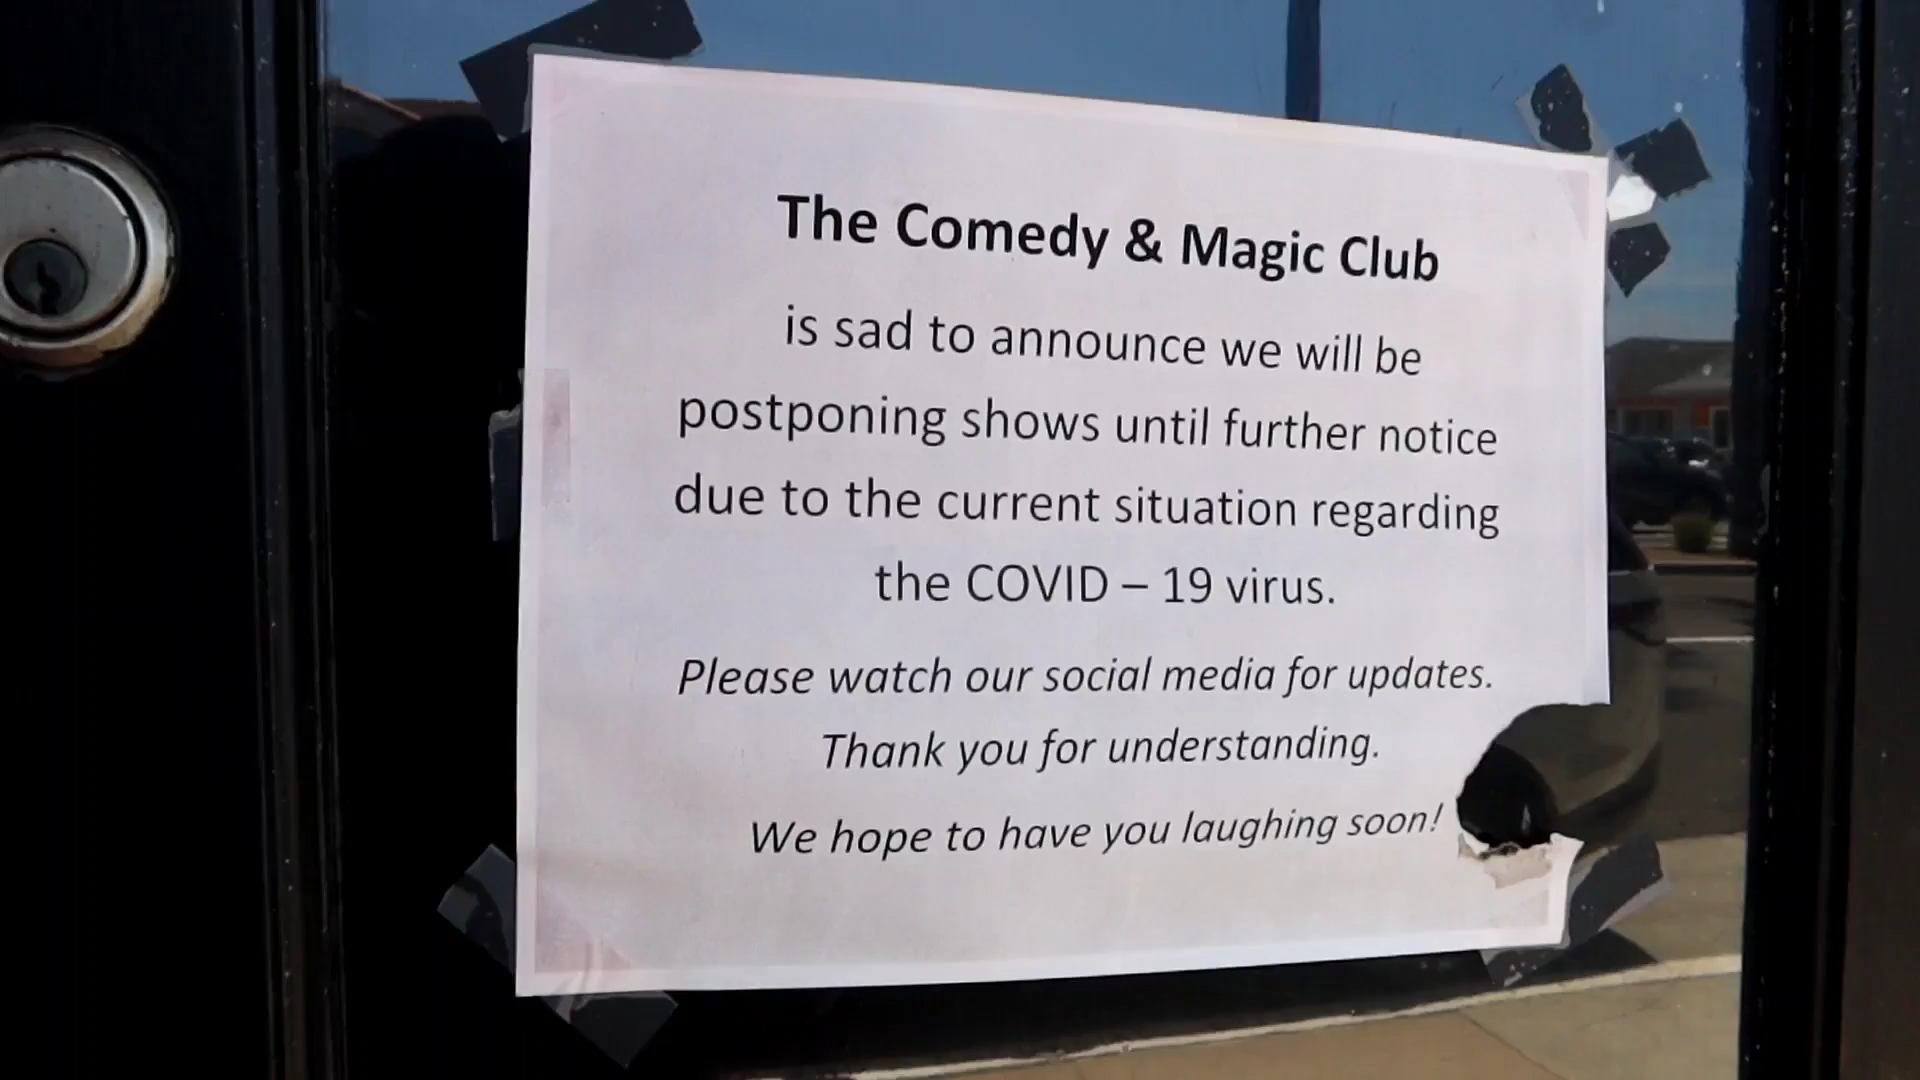 The Comedy & Magic Club
is sad to announce we will be
postponing shows until further notice
due to the current situation regarding
the COVID – 19 virus.
Please watch our social media for updates.
Thank you for understanding.
We hope to have you laughing soon!